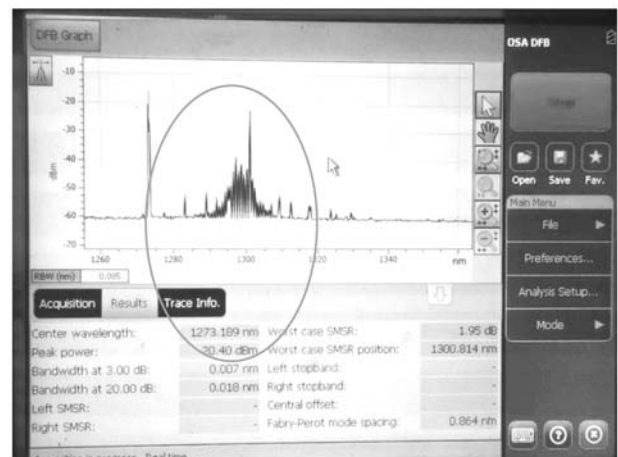 DFB Graph
OSA DFB
-10
-20
-30
-40
-50
-60
-70
dBm
1260 1280 1300 1320 1340 nm
RBW (nm) 0.005
Stop
Open Save Fav.
Main Menu
File
Preferences...
Analysis Setup...
Mode
Acquisition Results Trace Info.
Center wavelength: 1273.189 nm Worst case SMSR: 1.95 dB
Peak power: -20.40 dBm Worst case SMSR position: 1300.814 nm
Bandwidth at 3.00 dB: 0.007 nm Left stopband: -
Bandwidth at 20.00 dB: 0.018 nm Right stopband: -
Left SMSR: - Central offset: -
Right SMSR: - Fabry-Perot mode spacing: 0.864 nm